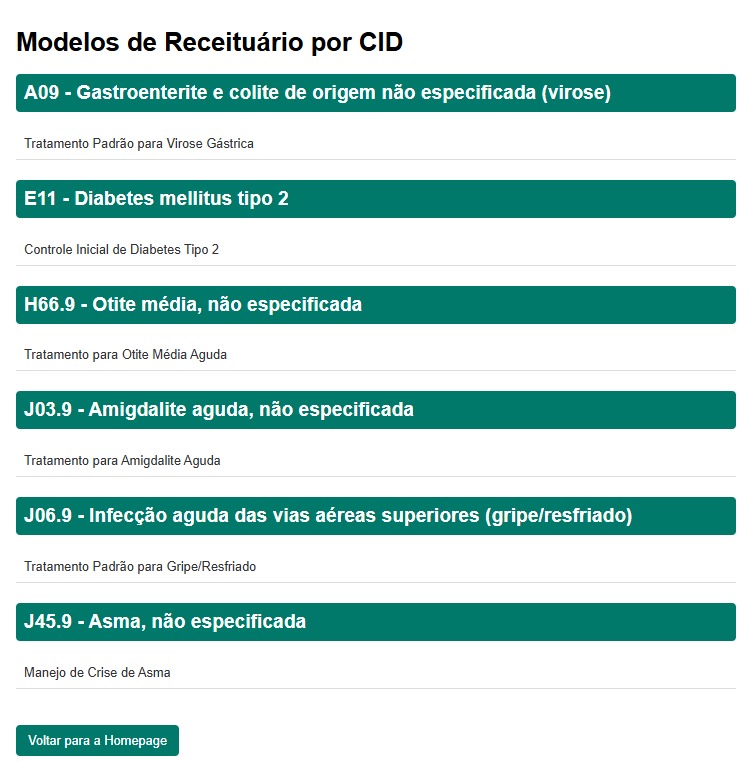 Modelos de Receituário por CID
A09 - Gastroenterite e colite de origem não especificada (virose)
Tratamento Padrão para Virose Gástrica
E11 - Diabetes mellitus tipo 2
Controle Inicial de Diabetes Tipo 2
H66.9 - Otite média, não especificada
Tratamento para Otite Média Aguda
J03.9 - Amigdalite aguda, não especificada
Tratamento para Amigdalite Aguda
J06.9 - Infecção aguda das vias aéreas superiores (gripe/resfriado)
Tratamento Padrão para Gripe/Resfriado
J45.9 - Asma, não especificada
Manejo de Crise de Asma
Voltar para a Homepage